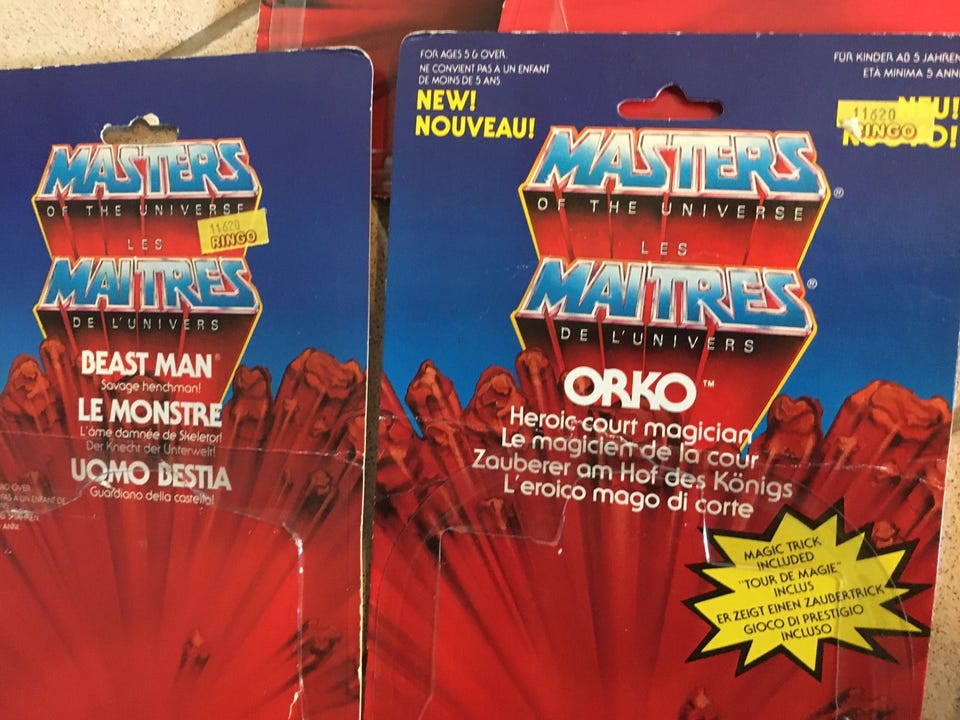 MASTERS
OF THE UNIVERSE
11620
RINGO
LES
MAITRES
DE L'UNIVERS
BEAST MAN®
Savage henchman!
LE MONSTRE
L'âme damnée de Skeletor!
Der Knecht der Unterwelt!
UOMO BESTIA
Guardiano della castello!
OVER
ENFANT DE
ANNI
FOR AGES 5 & OVER
NE CONVIENT PAS A UN ENFANT
DE MOINS DE 5 ANS
NEW!
NOUVEAU!
FÜR KINDER AB 5 JAHREN
ETÀ MINIMA 5 ANNI
11620
RINGO
MASTERS
OF THE UNIVERSE®
LES
MAITRES®
DE L'UNIVERS
ORKO™
Heroic court magician
Le magicien de la cour
Zauberer am Hof des Königs
L'eroico mago di corte
MAGIC TRICK
INCLUDED
"TOUR DE MAGIE"
INCLUS
ER ZEIGT EINEN ZAUBERTRICK
GIOCO DI PRESTIGIO
INCLUSO